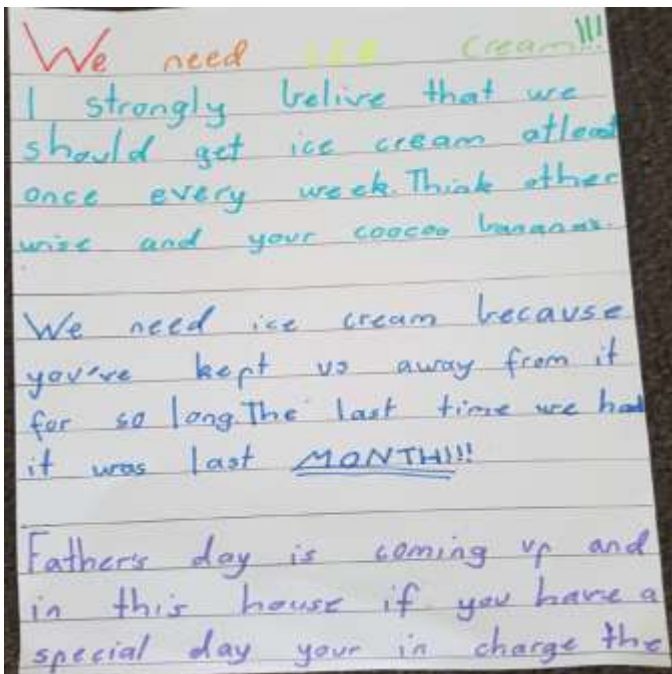 We need ice cream!!!
I strongly belive that we
should get ice cream atleast
once every week. Think other
wise and your coocoo bananas.
We need ice cream because
you've kept us away from it
for so long. The last time we had
it was last MONTH!!!
Father's day is coming up and
in this house if you have a
special day your in charge the